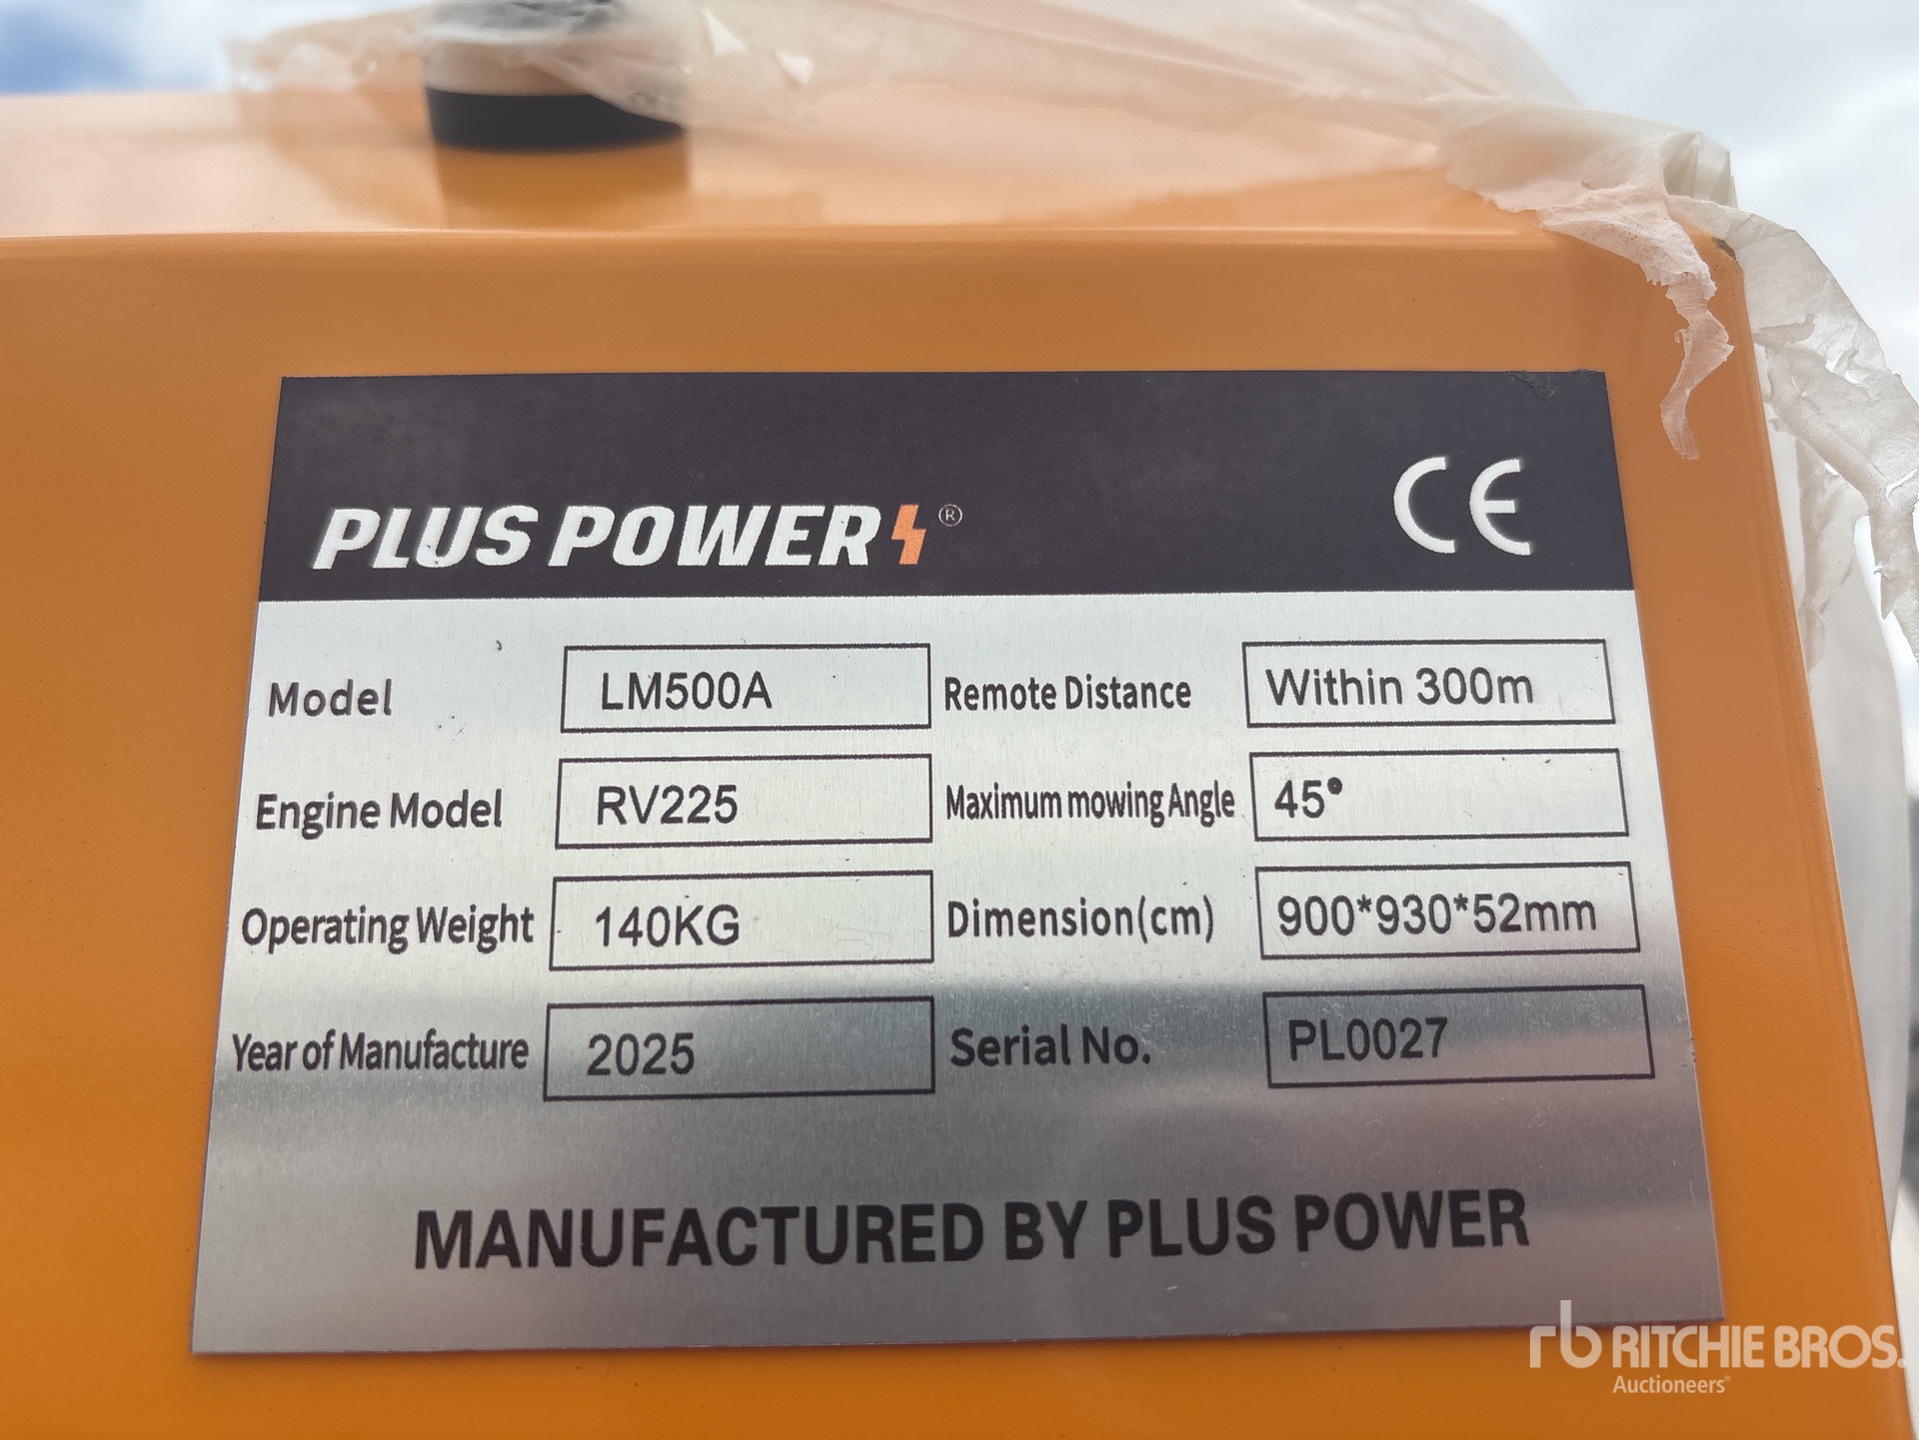 PLUS POWER ® CE
Model LM500A Remote Distance Within 300m
Engine Model RV225 Maximum mowing Angle 45°
Operating Weight 140KG Dimension(cm) 900*930*52mm
Year of Manufacture 2025 Serial No. PL0027
MANUFACTURED BY PLUS POWER
rb RITCHIE BROS.
Auctioneers®